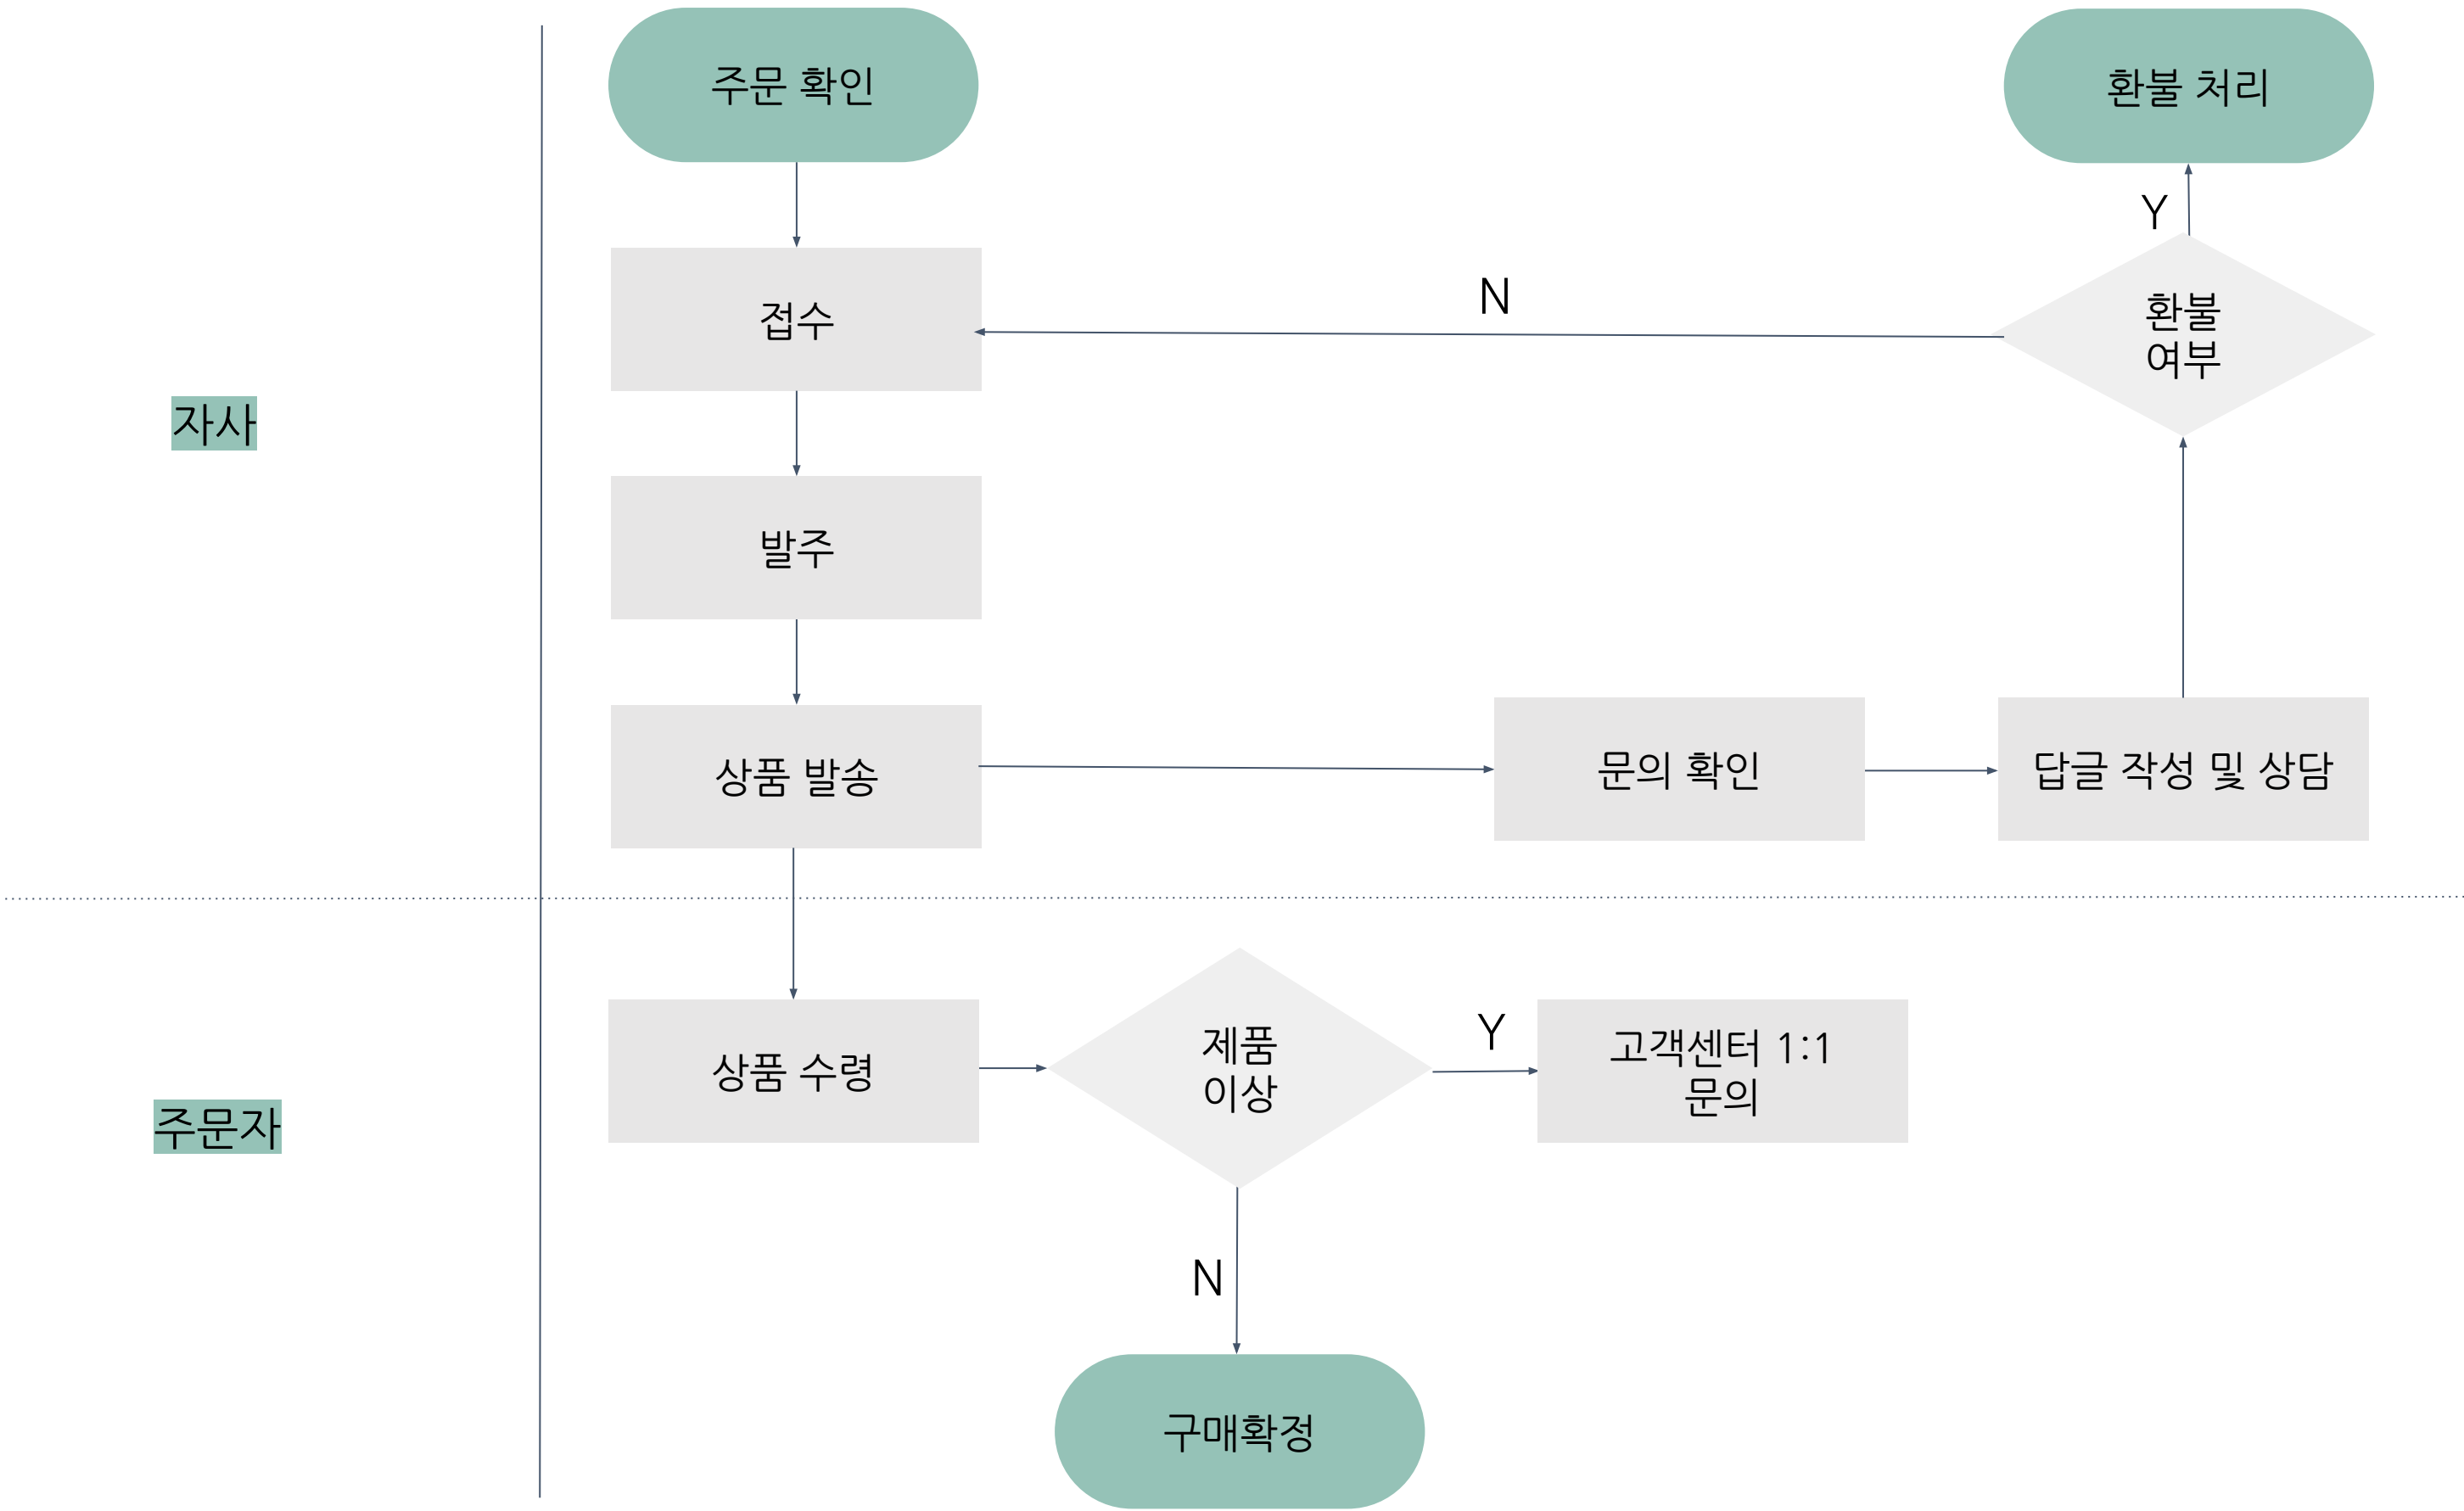 주문 확인
환불 처리
Y
N
접수
환불
여부
자사
발주
상품 발송
문의 확인
답글 작성 및 상담
주문자
상품 수령
제품
이상
Y
고객센터 1:1
문의
N
구매확정